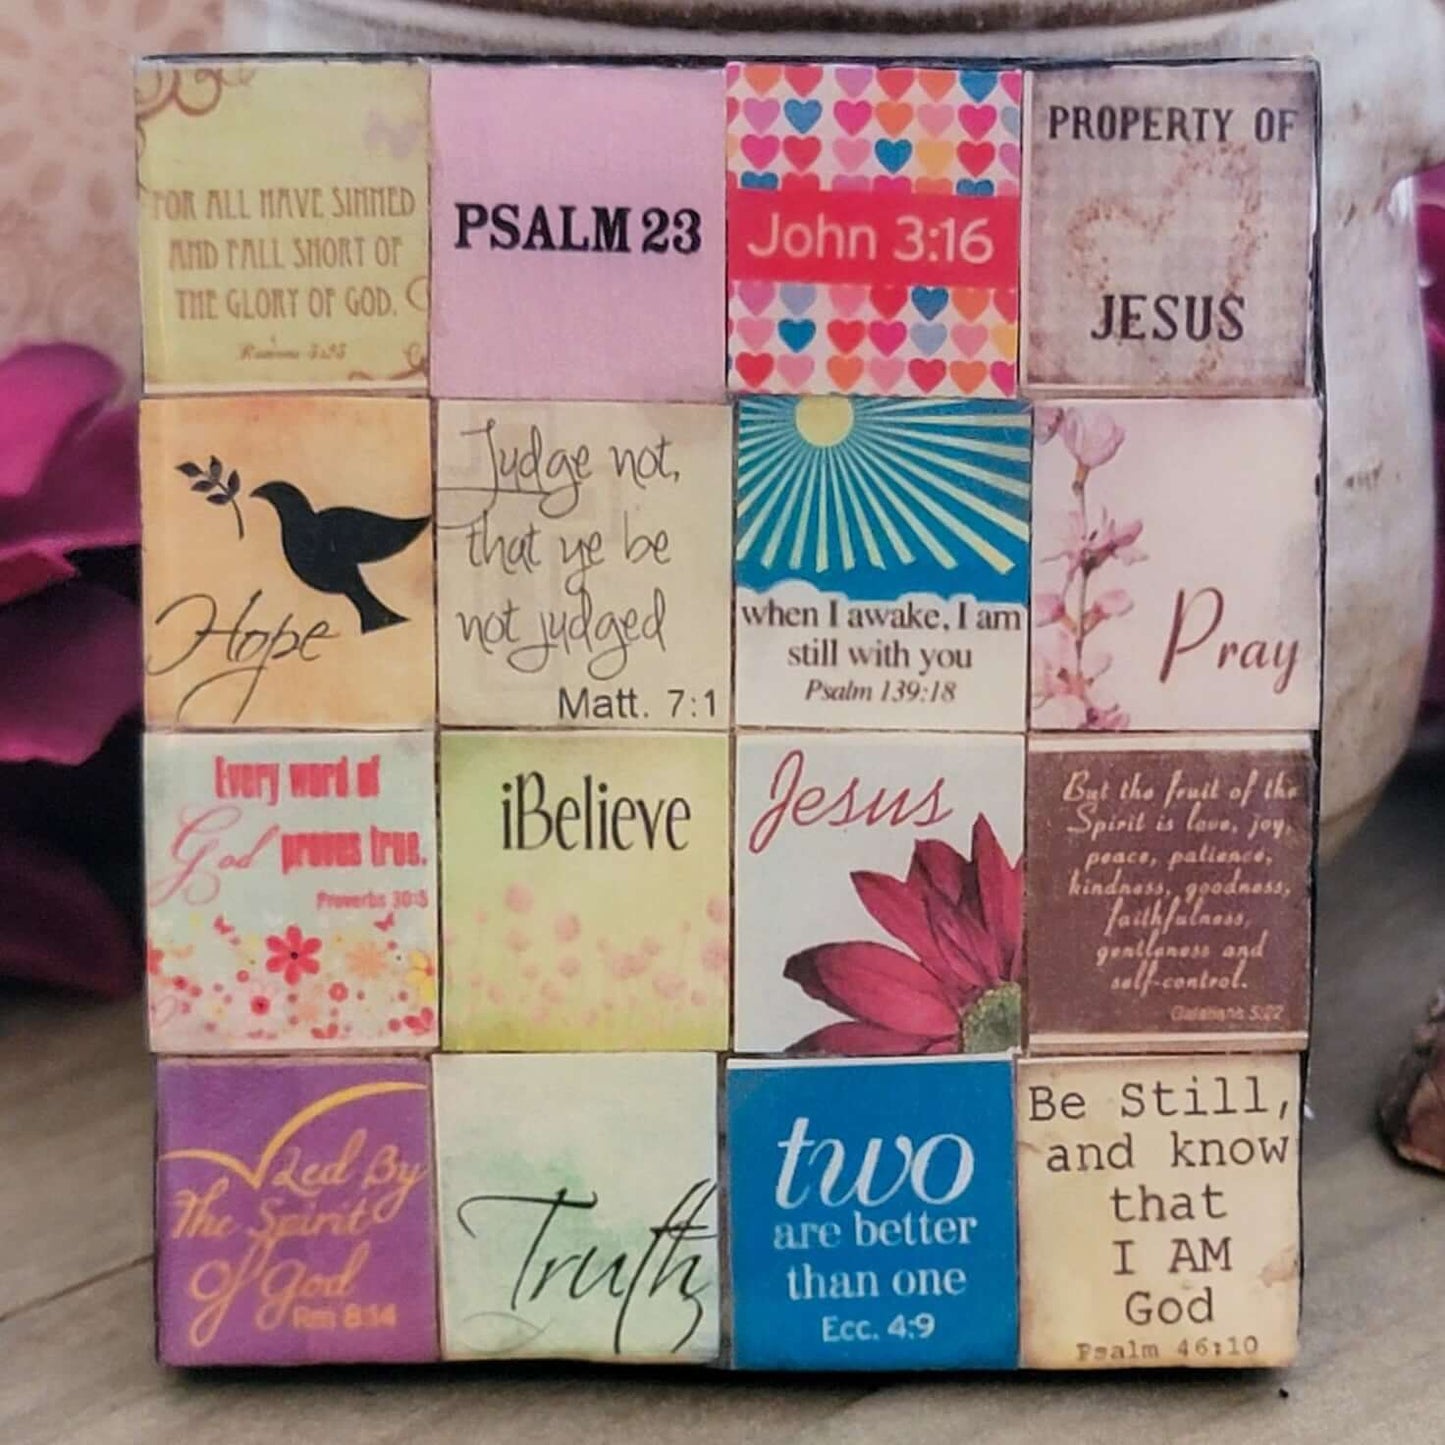 FOR ALL HAVE SINNED
AND FALL SHORT OF
THE GLORY OF GOD.
PSALM 23
John 3:16
PROPERTY OF
JESUS
Hope
Judge not,
that ye be
not judged
Matt. 7:1
when I awake, I am
still with you
Psalm 139:18
Pray
Every word of
God proves true.
Proverbs 30:5
iBelieve
Jesus
But the fruit of the
Spirit is love, joy,
peace, patience,
kindness, goodness,
faithfulness,
gentleness and
self-control.
Galatians 5:22
Led By
The Spirit
Of God
Rm 8:14
Truth
two
are better
than one
Ecc. 4:9
Be Still,
and know
that
I AM
God
Psalm 46:10